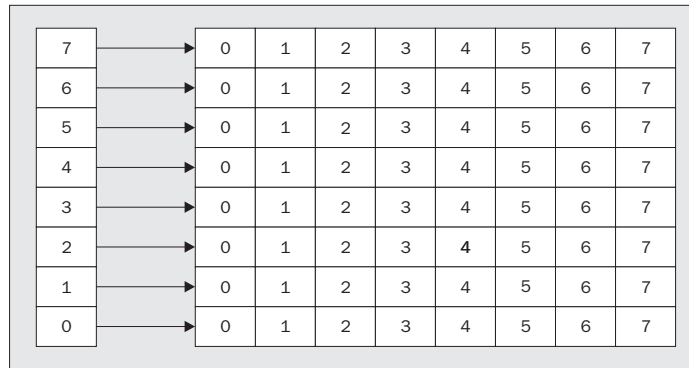 7 0 1 2 3 4 5 6 7
6 0 1 2 3 4 5 6 7
5 0 1 2 3 4 5 6 7
4 0 1 2 3 4 5 6 7
3 0 1 2 3 4 5 6 7
2 0 1 2 3 4 5 6 7
1 0 1 2 3 4 5 6 7
0 0 1 2 3 4 5 6 7